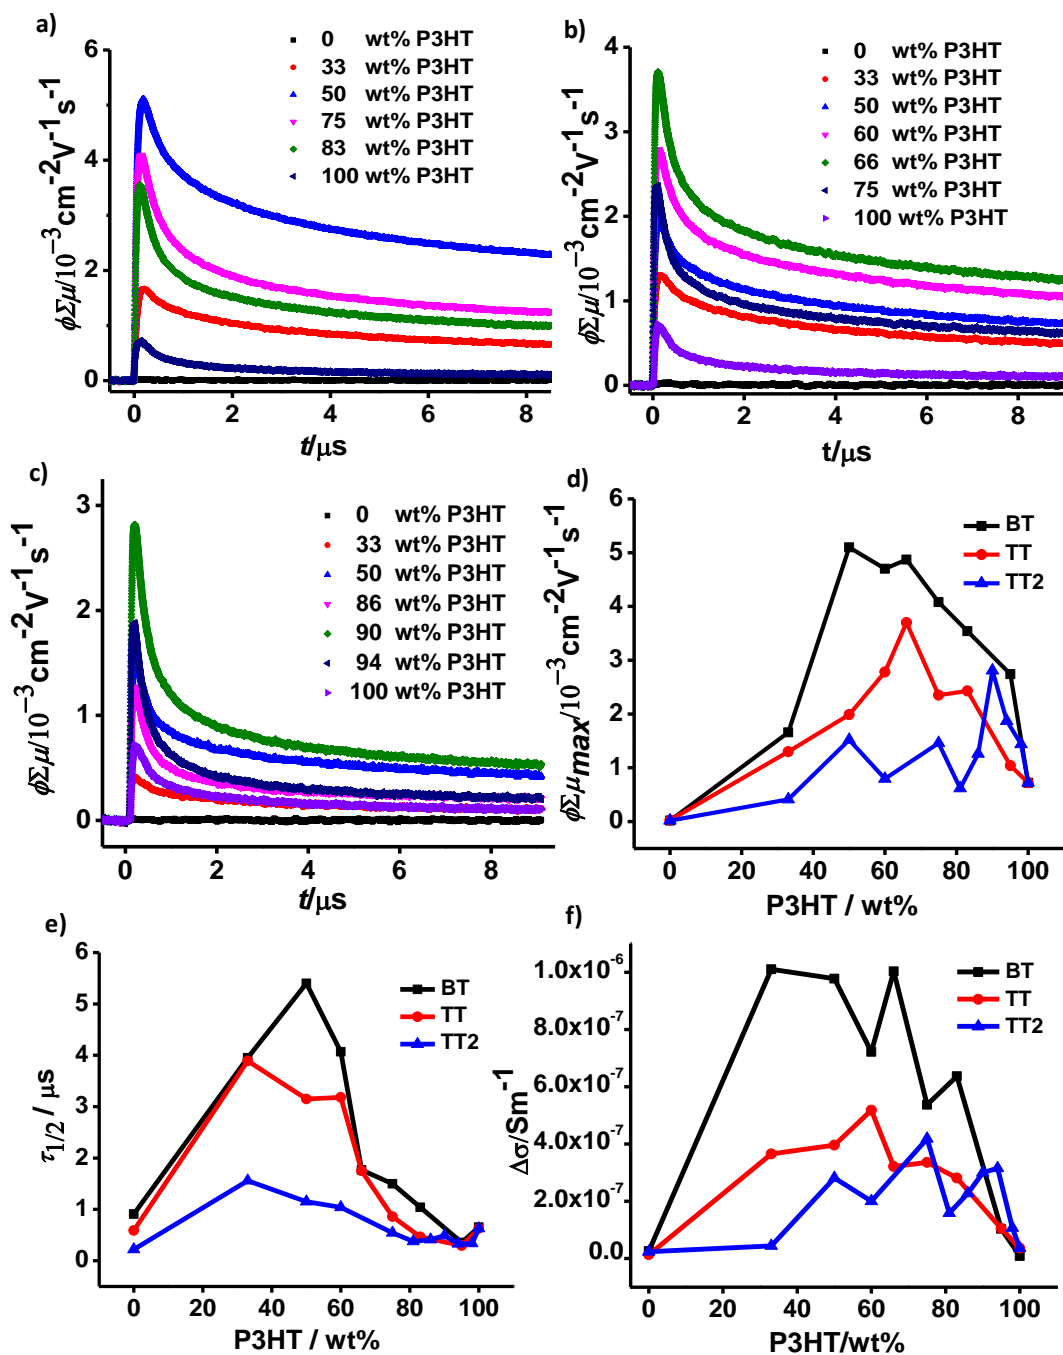 a)
6
4
2
0
ϕΣμ/10⁻³cm⁻²V⁻¹s⁻¹
0 wt% P3HT
33 wt% P3HT
50 wt% P3HT
75 wt% P3HT
83 wt% P3HT
100 wt% P3HT
0 2 4 6 8
t/μs
b)
4
3
2
1
0
ϕΣμ/10⁻³cm⁻²V⁻¹s⁻¹
0 wt% P3HT
33 wt% P3HT
50 wt% P3HT
60 wt% P3HT
66 wt% P3HT
75 wt% P3HT
100 wt% P3HT
0 2 4 6 8
t/μs
c)
3
2
1
0
ϕΣμ/10⁻³cm⁻²V⁻¹s⁻¹
0 wt% P3HT
33 wt% P3HT
50 wt% P3HT
86 wt% P3HT
90 wt% P3HT
94 wt% P3HT
100 wt% P3HT
0 2 4 6 8
t/μs
d)
6
5
4
3
2
1
0
ϕΣμmax/10⁻³cm⁻²V⁻¹s⁻¹
BT
TT
TT2
0 20 40 60 80 100
P3HT / wt%
e)
6
5
4
3
2
1
0
τ1/2 / μs
BT
TT
TT2
0 20 40 60 80 100
P3HT / wt%
f)
1.0x10⁻⁶
8.0x10⁻⁷
6.0x10⁻⁷
4.0x10⁻⁷
2.0x10⁻⁷
0.0
Δσ/Sm⁻¹
BT
TT
TT2
0 20 40 60 80 100
P3HT/wt%